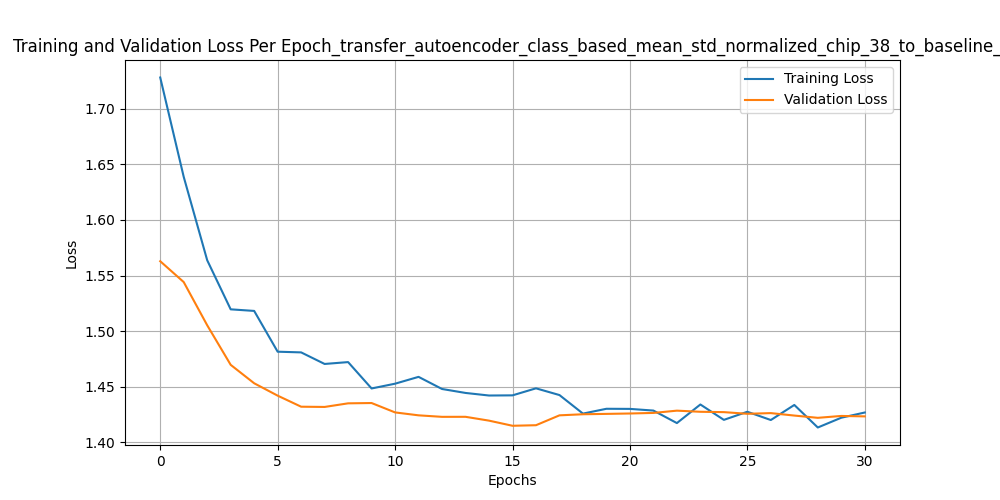 Training and Validation Loss Per Epoch_transfer_autoencoder_class_based_mean_std_normalized_chip_38_to_baseline_
Training Loss
Validation Loss
1.70
1.65
1.60
1.55
1.50
1.45
1.40
Loss
0 5 10 15 20 25 30
Epochs